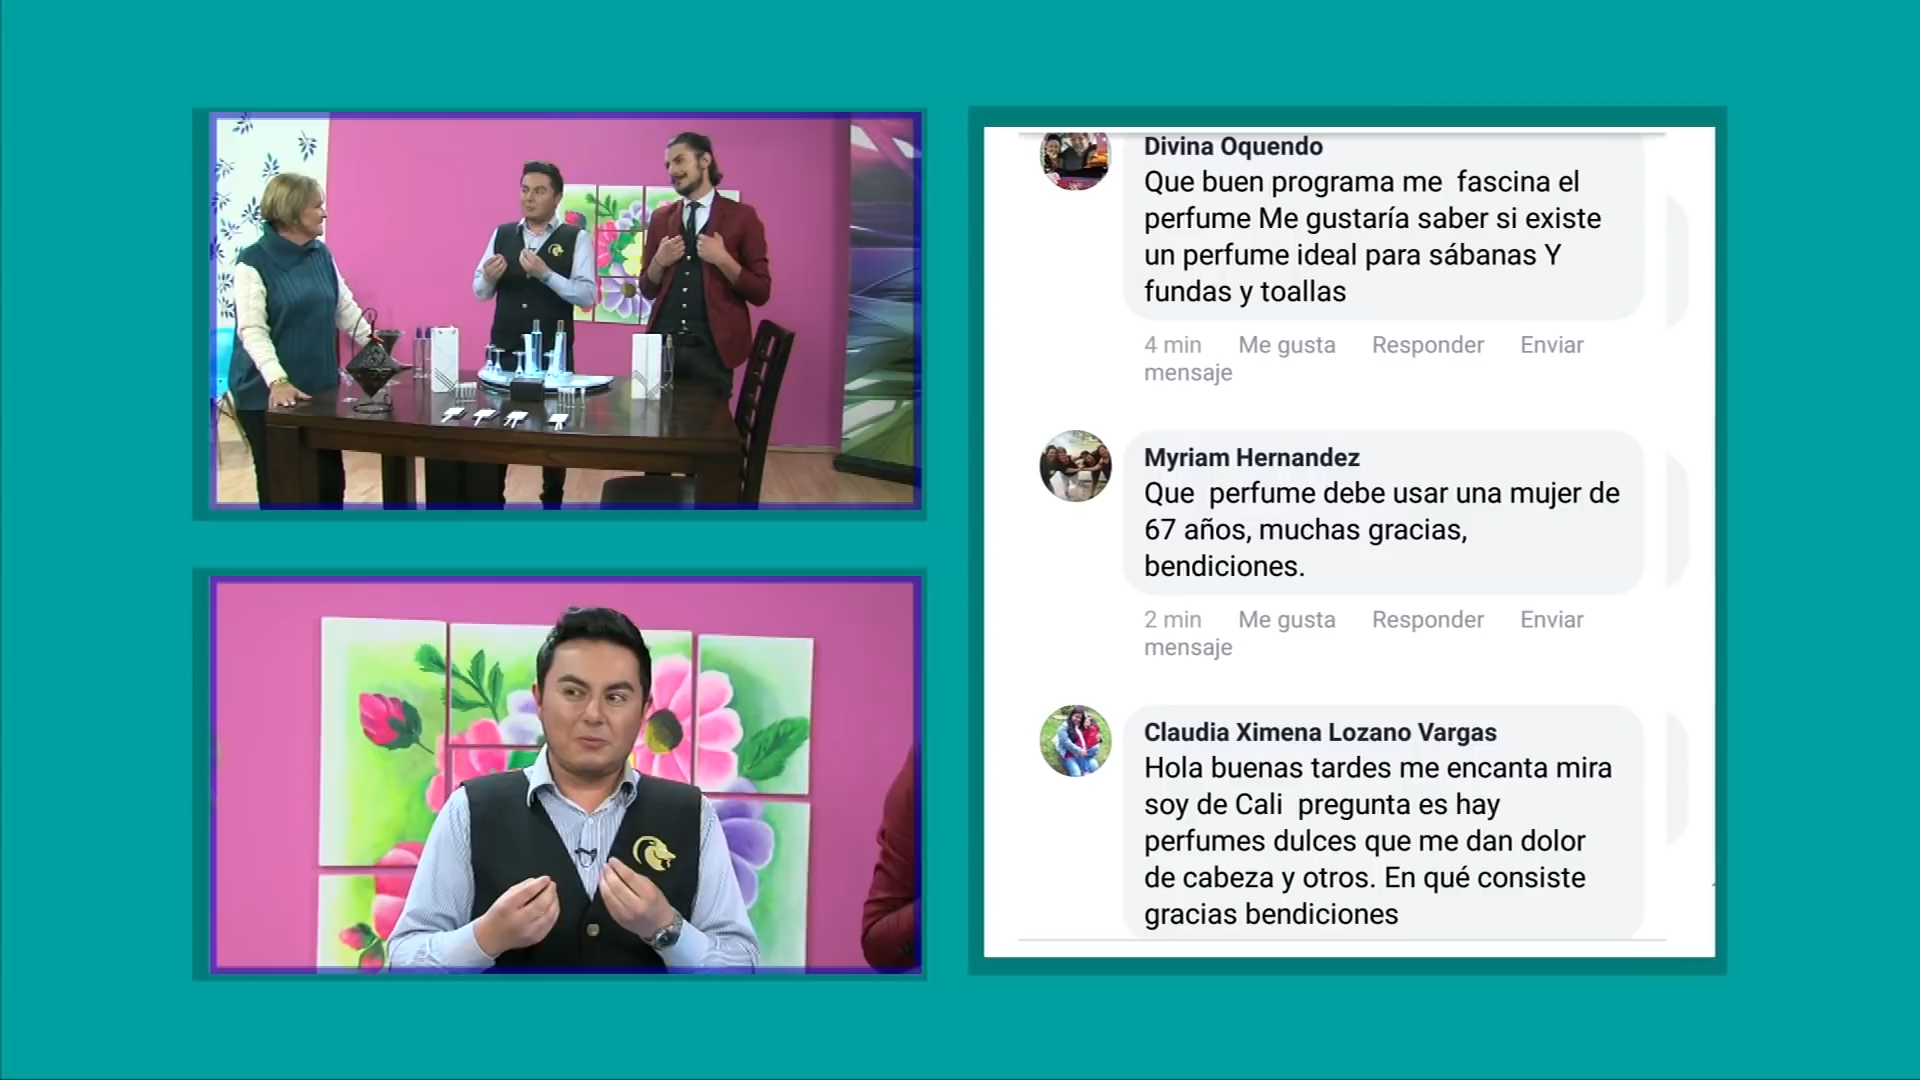 Divina Oquendo
Que buen programa me  fascina el
perfume Me gustaría saber si existe
un perfume ideal para sábanas Y
fundas y toallas
4 min Me gusta Responder Enviar
mensaje
Myriam Hernandez
Que  perfume debe usar una mujer de
67 años, muchas gracias,
bendiciones.
2 min Me gusta Responder Enviar
mensaje
Claudia Ximena Lozano Vargas
Hola buenas tardes me encanta mira
soy de Cali  pregunta es hay
perfumes dulces que me dan dolor
de cabeza y otros. En qué consiste
gracias bendiciones